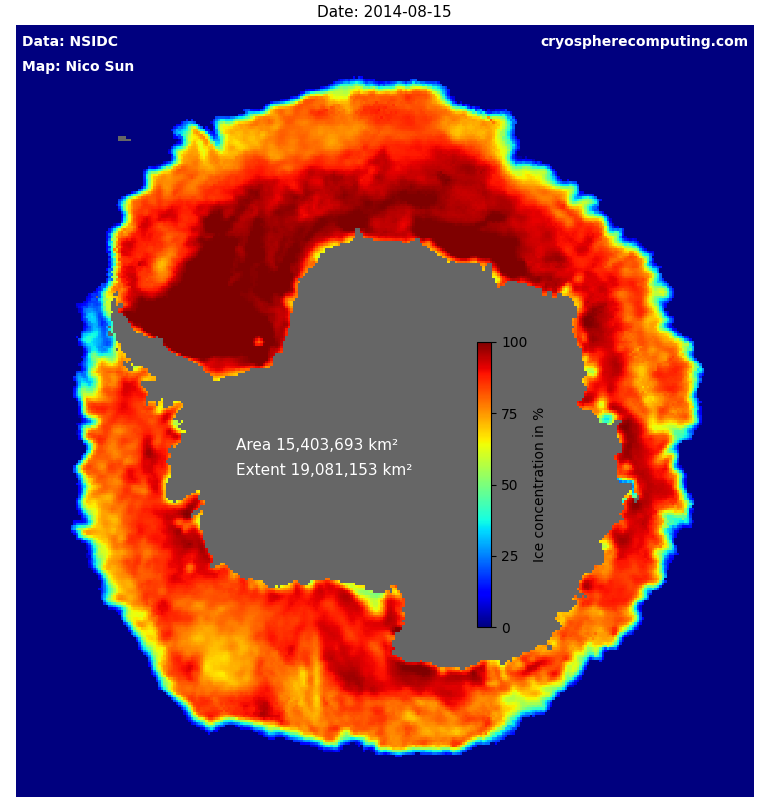 Date: 2014-08-15
Data: NSIDC
cryospherecomputing.com
Map: Nico Sun
100
75
50
25
0
Ice concentration in %
Area 15,403,693 km²
Extent 19,081,153 km²